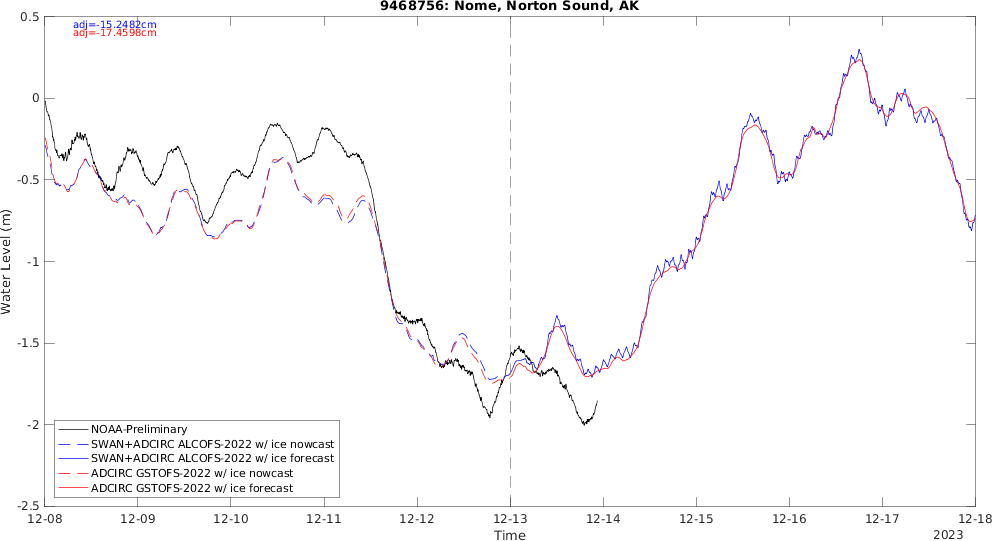 9468756: Nome, Norton Sound, AK
adj=-15.2482cm
adj=-17.4598cm
0.5
0
-0.5
-1
-1.5
-2
-2.5
Water Level (m)
NOAA-Preliminary
SWAN+ADCIRC ALCOFS-2022 w/ ice nowcast
SWAN+ADCIRC ALCOFS-2022 w/ ice forecast
ADCIRC GSTOFS-2022 w/ ice nowcast
ADCIRC GSTOFS-2022 w/ ice forecast
12-08 12-09 12-10 12-11 12-12 12-13 12-14 12-15 12-16 12-17 12-18
Time
2023